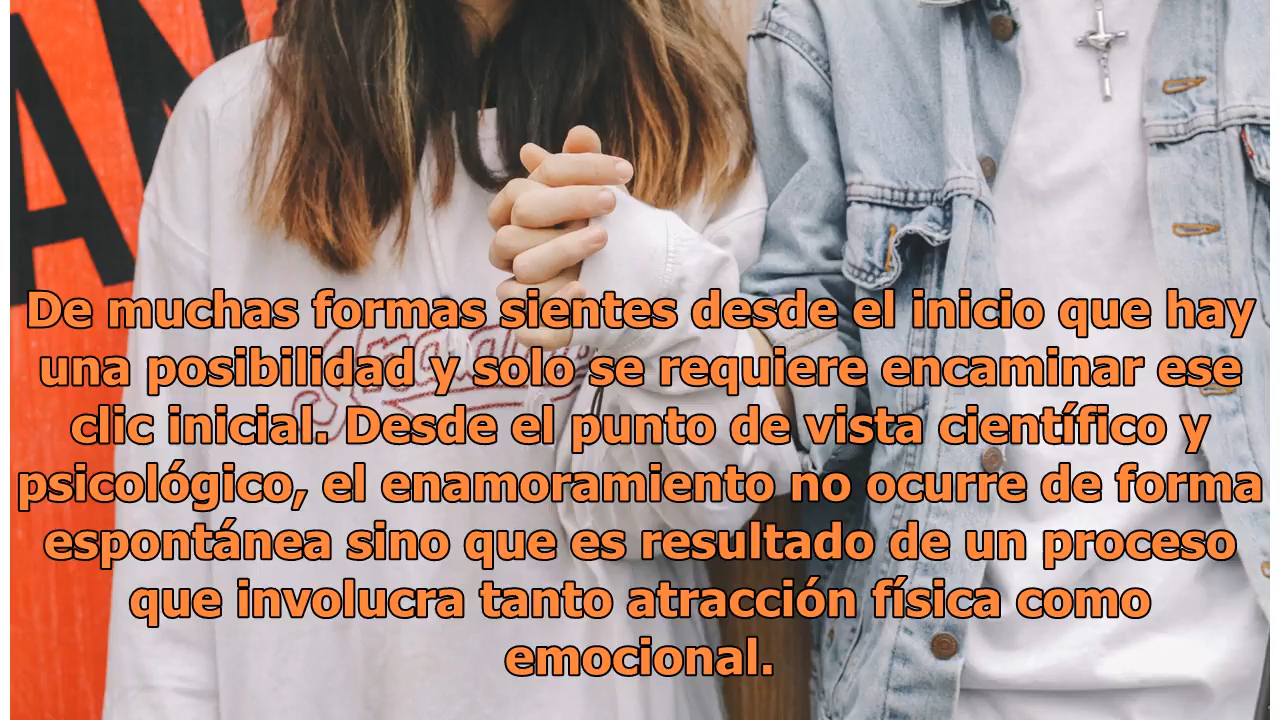 De muchas formas sientes desde el inicio que hay
una posibilidad y solo se requiere encaminar ese
clic inicial. Desde el punto de vista científico y
psicológico, el enamoramiento no ocurre de forma
espontánea sino que es resultado de un proceso
que involucra tanto atracción física como
emocional.